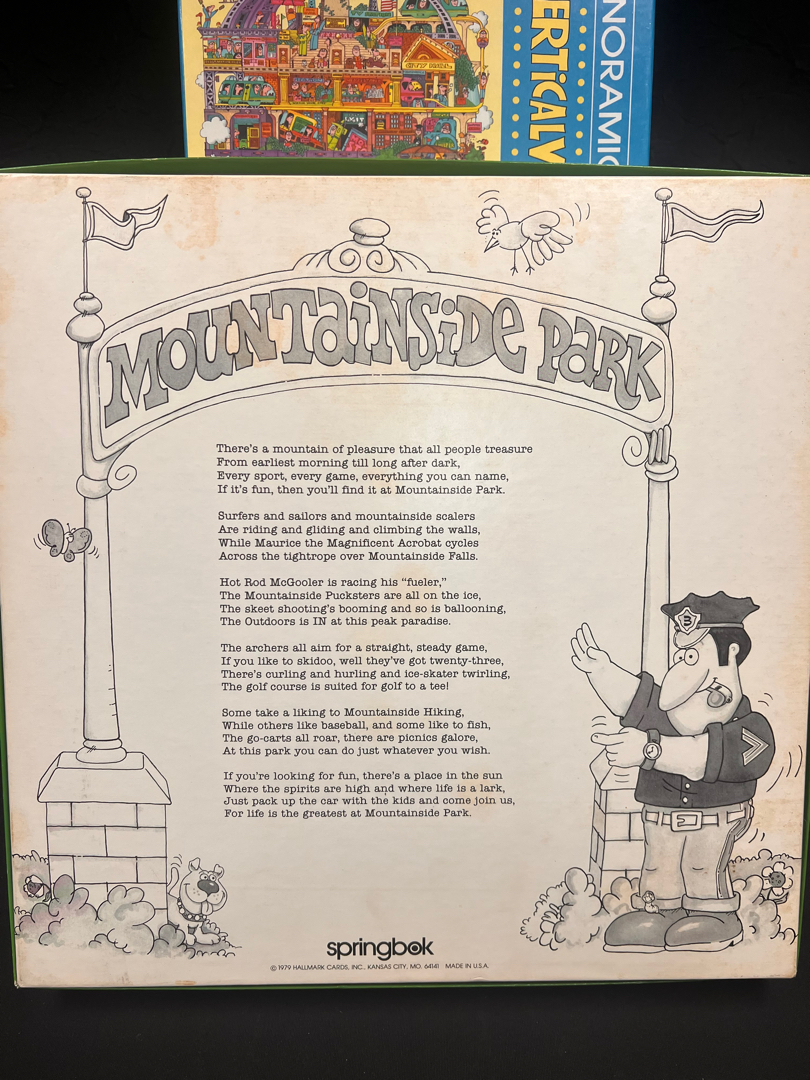 CITY HALL
ERTiCALV
NORAMIC
MOUNTAiNSiDE PARK
There's a mountain of pleasure that all people treasure
From earliest morning till long after dark,
Every sport, every game, everything you can name,
If it's fun, then you'll find it at Mountainside Park.
Surfers and sailors and mountainside scalers
Are riding and gliding and climbing the walls,
While Maurice the Magnificent Acrobat cycles
Across the tightrope over Mountainside Falls.
Hot Rod McGooler is racing his "fueler,"
The Mountainside Pucksters are all on the ice,
The skeet shooting's booming and so is ballooning,
The Outdoors is IN at this peak paradise.
The archers all aim for a straight, steady game,
If you like to skidoo, well they've got twenty-three,
There's curling and hurling and ice-skater twirling,
The golf course is suited for golf to a tee!
Some take a liking to Mountainside Hiking,
While others like baseball, and some like to fish,
The go-carts all roar, there are picnics galore,
At this park you can do just whatever you wish.
If you're looking for fun, there's a place in the sun
Where the spirits are high and where life is a lark,
Just pack up the car with the kids and come join us,
For life is the greatest at Mountainside Park.
springbok
© 1979 HALLMARK CARDS, INC., KANSAS CITY, MO. 64141 MADE IN U.S.A.